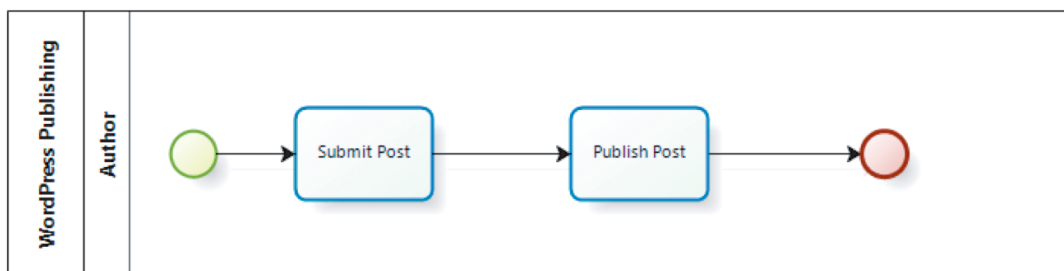 WordPress Publishing
Author
Submit Post
Publish Post